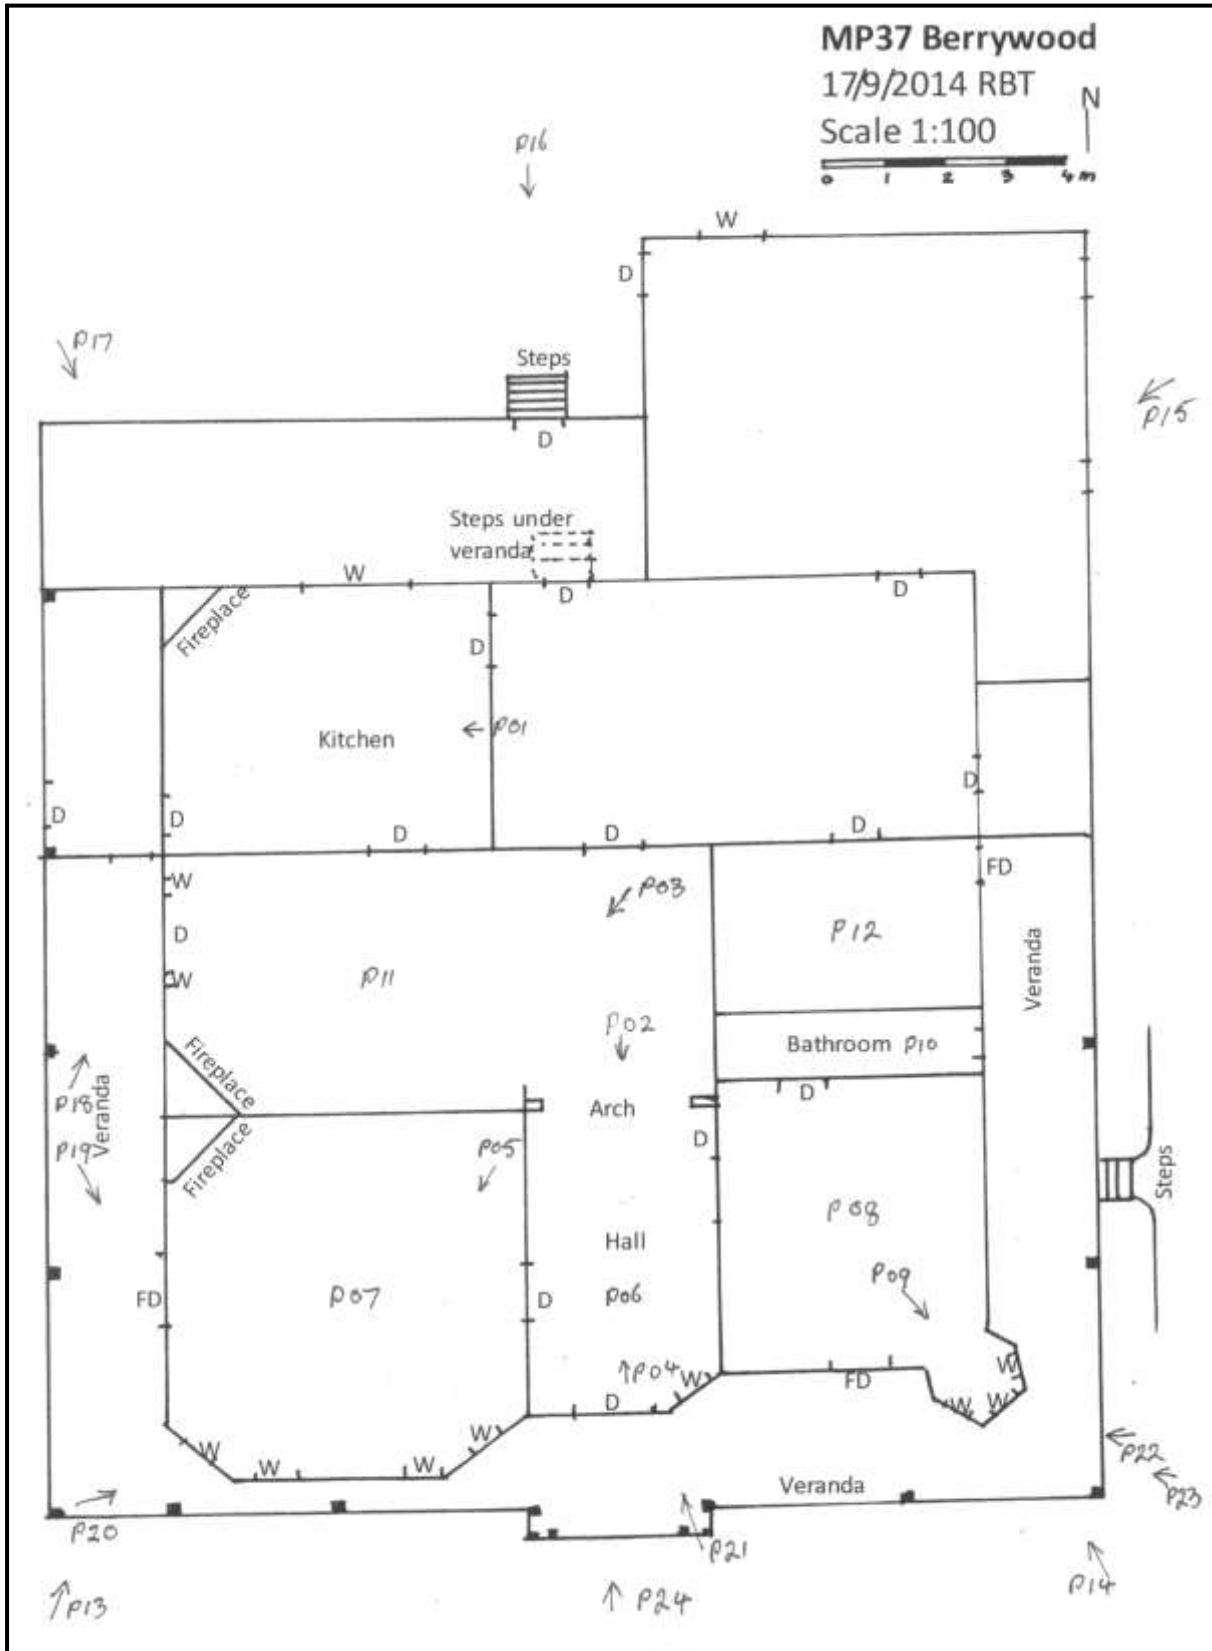 MP37 Berrywood
17/9/2014 RBT
N
Scale 1:100
0 1 2 3 4 m
P16
W
D
P17
P15
Steps
D
Steps under
veranda
W
D
D
Fireplace
D
Kitchen
P01
D
D
D
D
D
D
W
P03
FD
D
P12
P11
W
Veranda
P02
Bathroom P10
Fireplace
P18
Arch
D
D
Veranda
P19
Fireplace
P05
Steps
P08
Hall
P09
FD
P07
D
P06
P04
W
W
FD
D
W
W
W
W
W
W
P22
Veranda
P23
P20
P21
P14
P13
P24